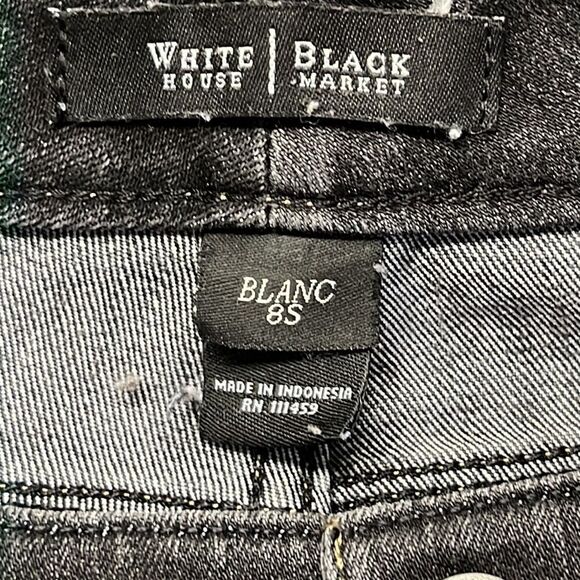 WHITE | BLACK
HOUSE | MARKET
BLANC
8S
MADE IN INDONESIA
RN 111459